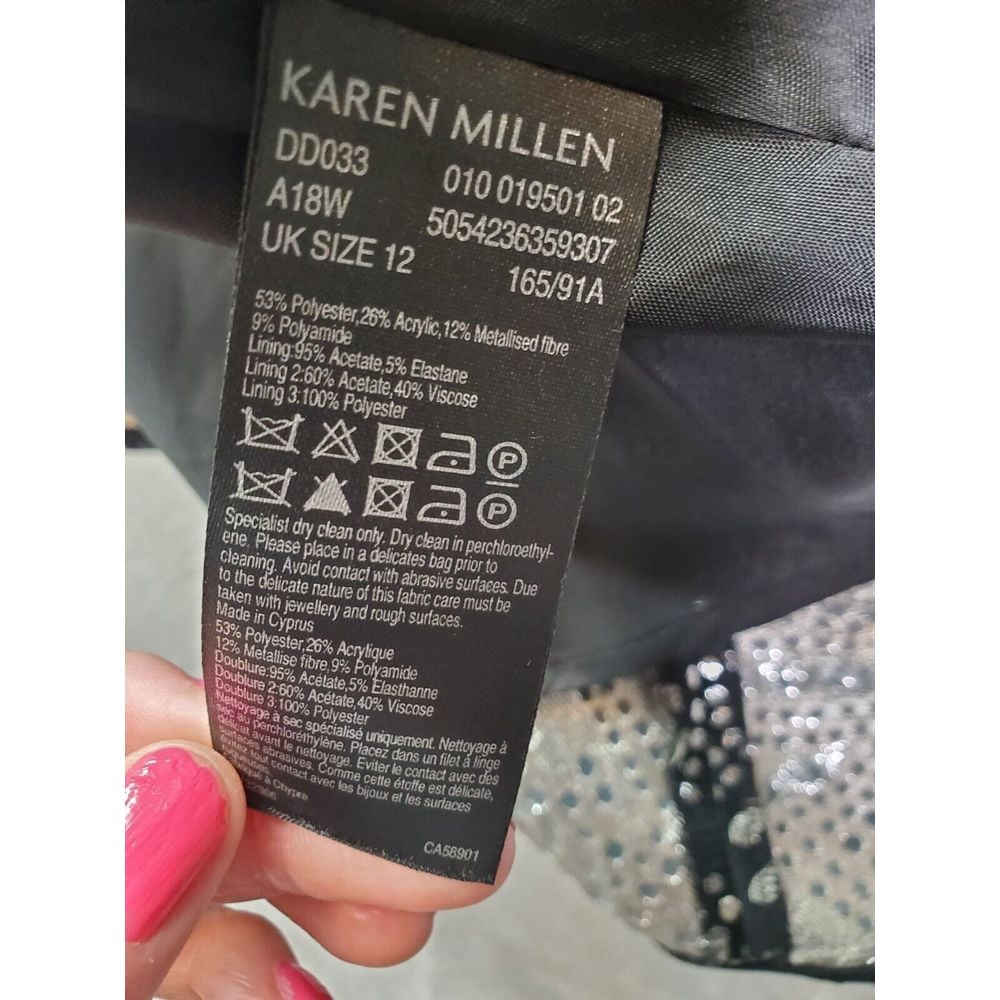 KAREN MILLEN
DD033 010 019501 02
A18W 5054236359307
UK SIZE 12 165/91A
53% Polyester,26% Acrylic,12% Metallised fibre
9% Polyamide
Lining:95% Acetate,5% Elastane
Lining 2:60% Acetate,40% Viscose
Lining 3:100% Polyester
P
P
Specialist dry clean only. Dry clean in perchloroethyl-
ene. Please place in a delicates bag prior to
cleaning. Avoid contact with abrasive surfaces. Due
to the delicate nature of this fabric care must be
taken with jewellery and rough surfaces.
Made in Cyprus
53% Polyester,26% Acrylique
12% Metallise fibre,9% Polyamide
Doublure:95% Acétate,5% Elasthanne
Doublure 2:60% Acétate,40% Viscose
Doublure 3:100% Polyester
Nettoyage à sec spécialisé uniquement. Nettoyage à
sec au perchloréthylène. Placez dans un filet à linge
délicat avant le nettoyage. Eviter le contact avec des
surfaces abrasives. Comme cette étoffe est délicate,
évitez tout contact avec les bijoux et les surfaces
à Chypre
CA58901